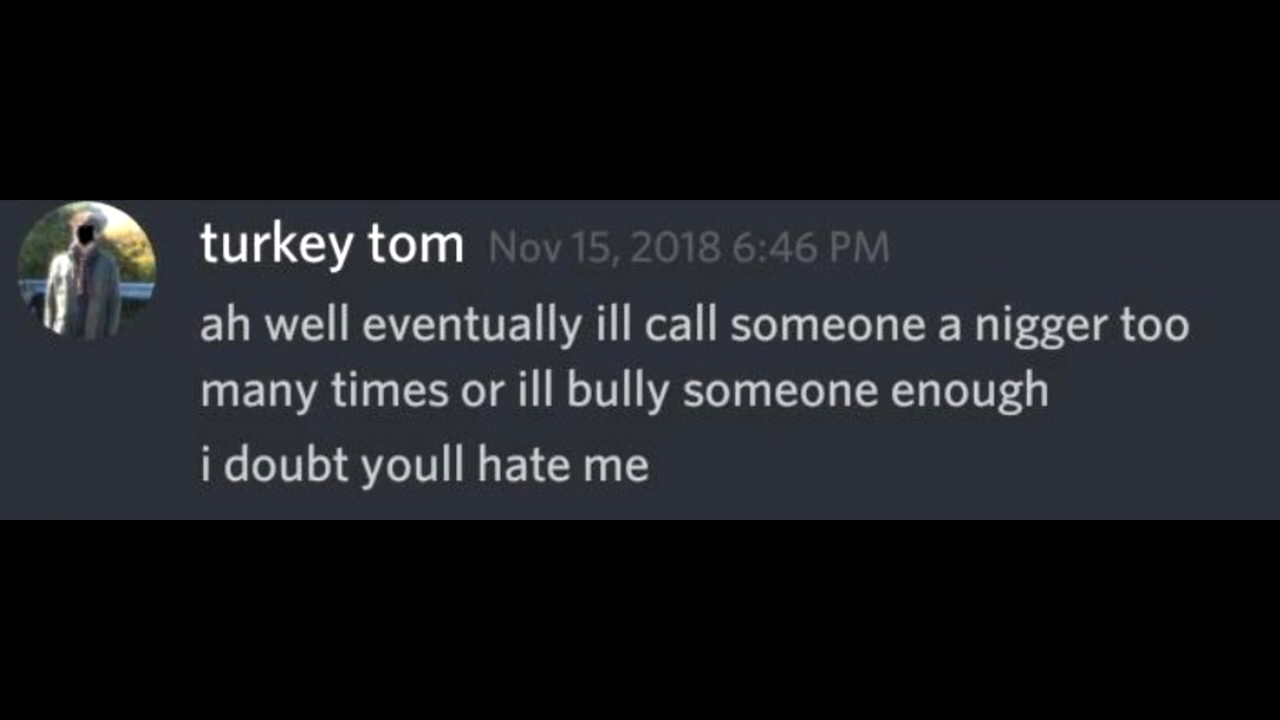 turkey tom Nov 15, 2018 6:46 PM
ah well eventually ill call someone a nigger too
many times or ill bully someone enough
i doubt youll hate me